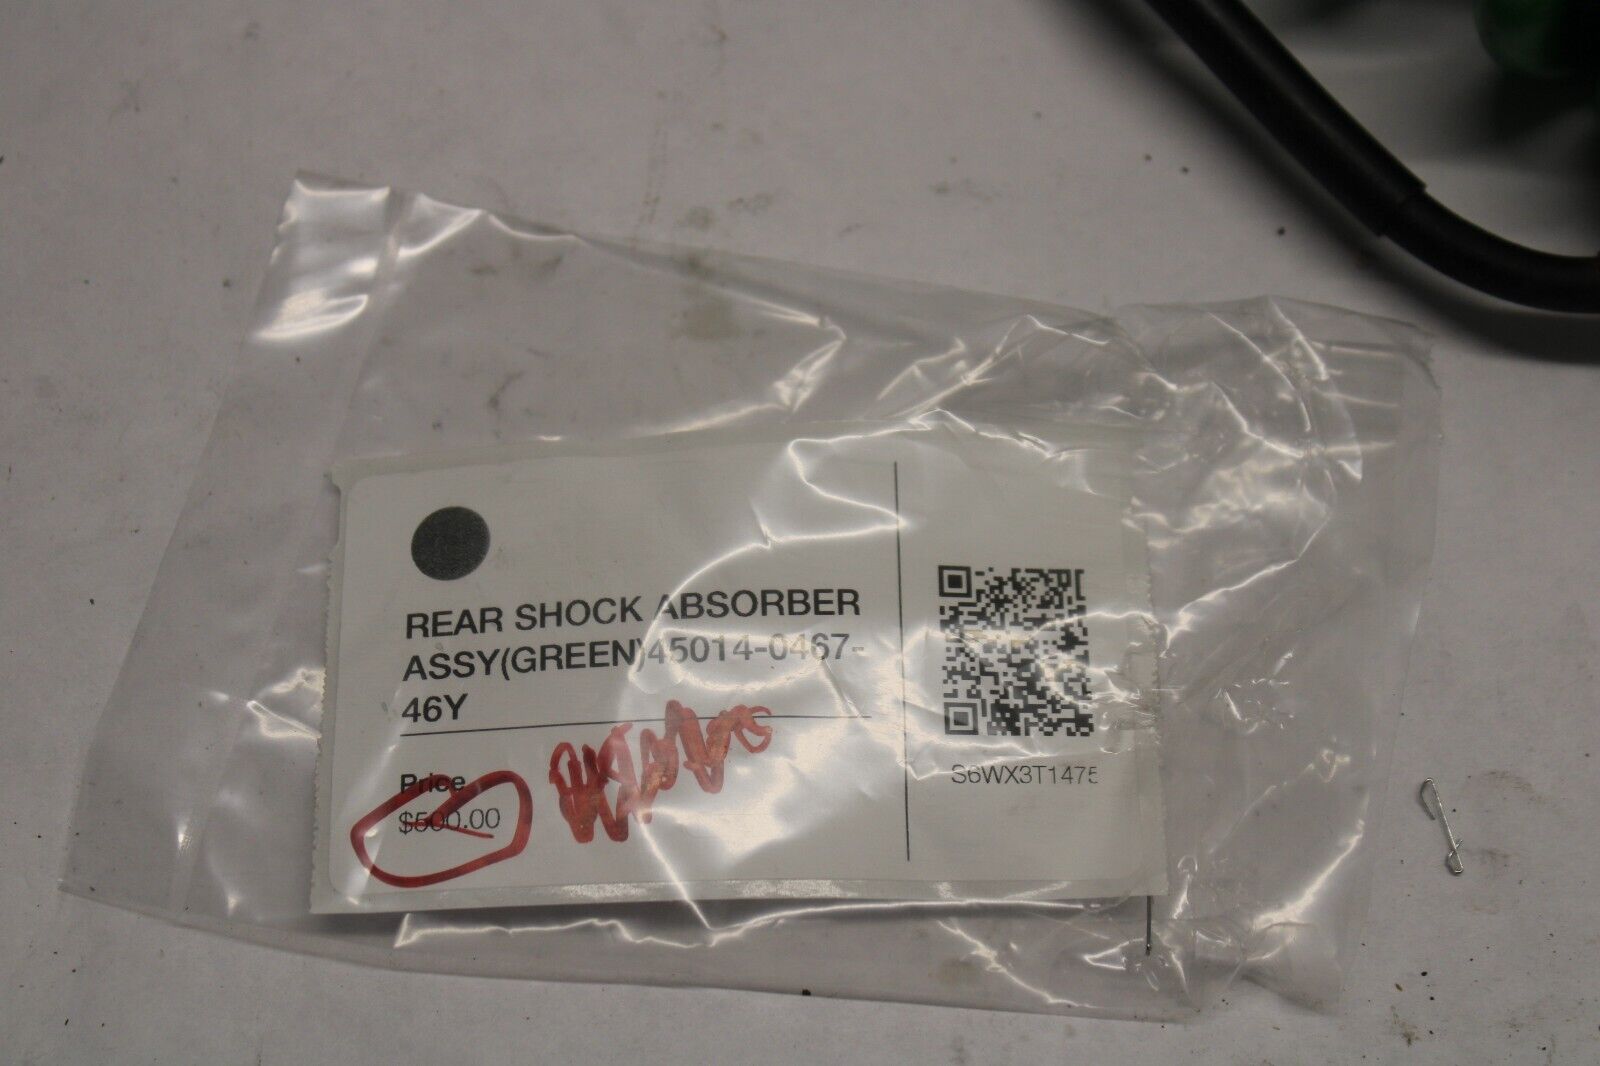 REAR SHOCK ABSORBER
ASSY(GREEN)45014-0467-
46Y
Price
$500.00
S6WX3T1475